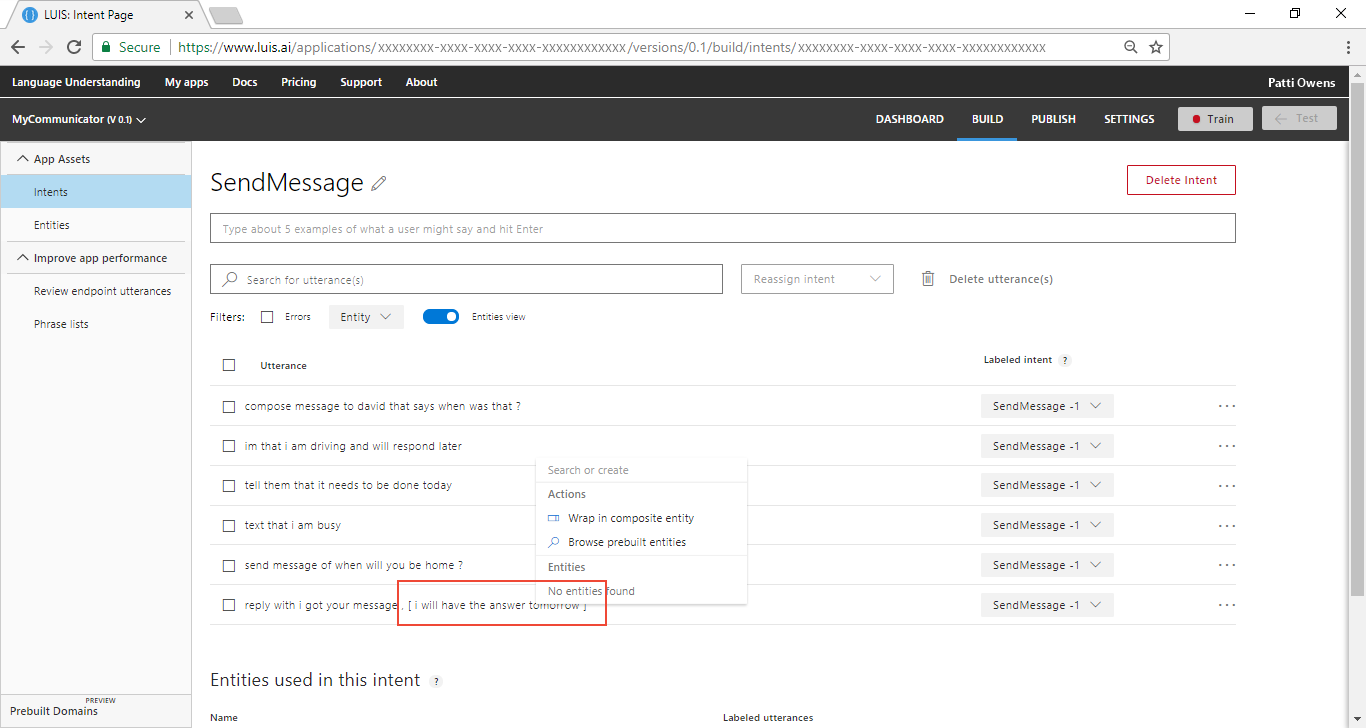 LUIS: Intent Page
Secure https://www.luis.ai/applications/xxxxxxxx-xxxx-xxxx-xxxx-xxxxxxxxxxxx/versions/0.1/build/intents/xxxxxxxx-xxxx-xxxx-xxxx-xxxxxxxxxxxx
Language Understanding My apps Docs Pricing Support About Patti Owens
MyCommunicator (V 0.1) DASHBOARD BUILD PUBLISH SETTINGS Train Test
App Assets
Intents
Entities
Improve app performance
Review endpoint utterances
Phrase lists
PREVIEW
Prebuilt Domains
SendMessage
Delete Intent
Type about 5 examples of what a user might say and hit Enter
Search for utterance(s) Reassign intent Delete utterance(s)
Filters: Errors Entity Entities view
Utterance Labeled intent ?
compose message to david that says when was that ? SendMessage -1 ...
im that i am driving and will respond later SendMessage -1 ...
tell them that it needs to be done today SendMessage -1 ...
text that i am busy SendMessage -1 ...
send message of when will you be home ? SendMessage -1 ...
reply with i got your message , [ i will have the answer tomorrow ] SendMessage -1 ...
Search or create
Actions
Wrap in composite entity
Browse prebuilt entities
Entities
No entities found
Entities used in this intent ?
Name Labeled utterances